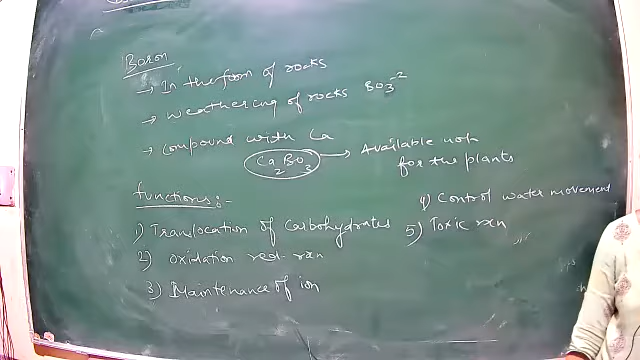 Boron
→ In the form of rocks
→ Weathering of rocks BO3^-2
→ Compound with Ca
Ca2BO3 → Available not
for the plants
functions:-
1) Translocation of Carbohydrates
2) Oxidation red. rxn
3) Maintenance of ion
4) Control water movement
5) Toxic rxn